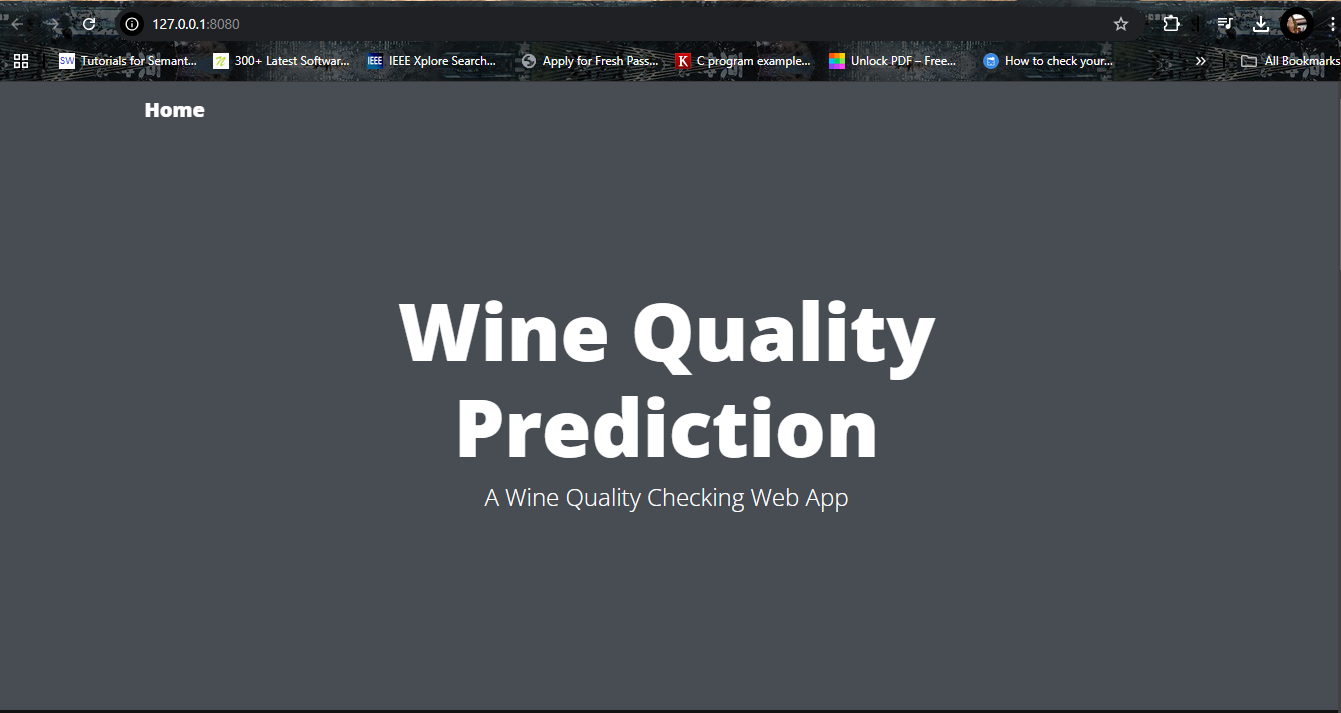 127.0.0.1:8080
SW Tutorials for Semant... 300+ Latest Softwar... IEEE IEEE Xplore Search... Apply for Fresh Pass... K C program example... Unlock PDF – Free... How to check your... » All Bookmarks
Home
Wine Quality
Prediction
A Wine Quality Checking Web App